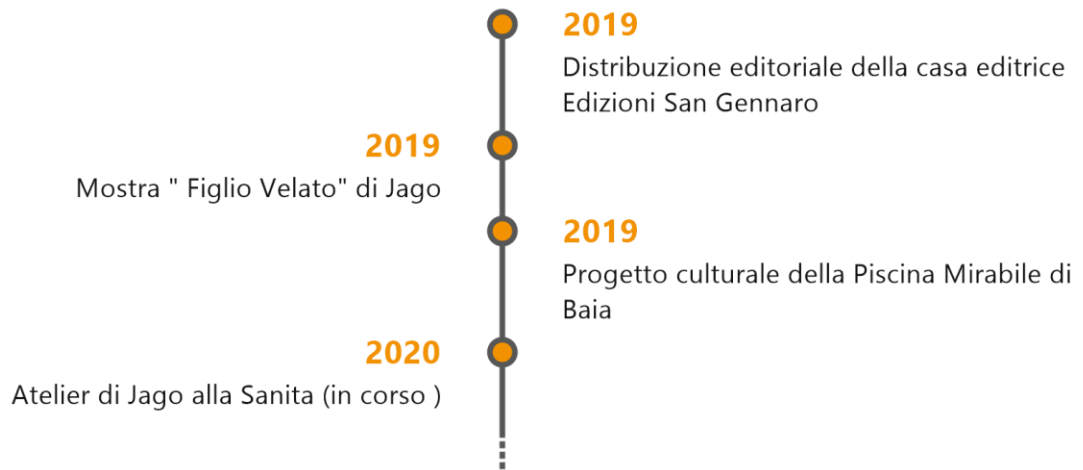 2019
Distribuzione editoriale della casa editrice
Edizioni San Gennaro
2019
Mostra " Figlio Velato" di Jago
2019
Progetto culturale della Piscina Mirabile di
Baia
2020
Atelier di Jago alla Sanita (in corso )